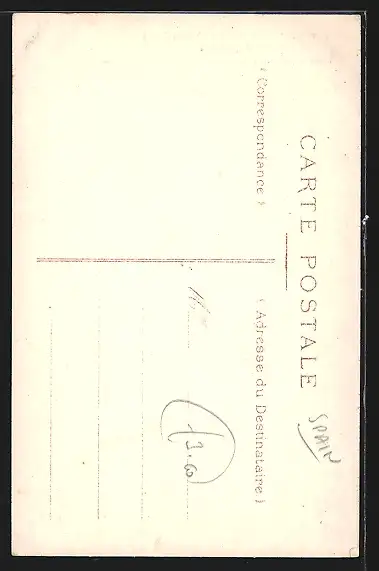 CARTE POSTALE
( Correspondance )
( Adresse du Destinataire )
SPAIN